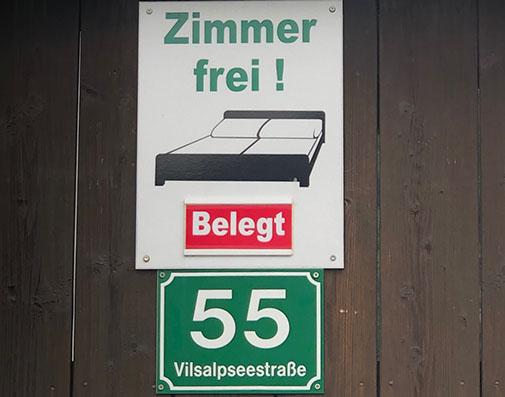 Zimmer
frei !
Belegt
55
Vilsalpseestraße